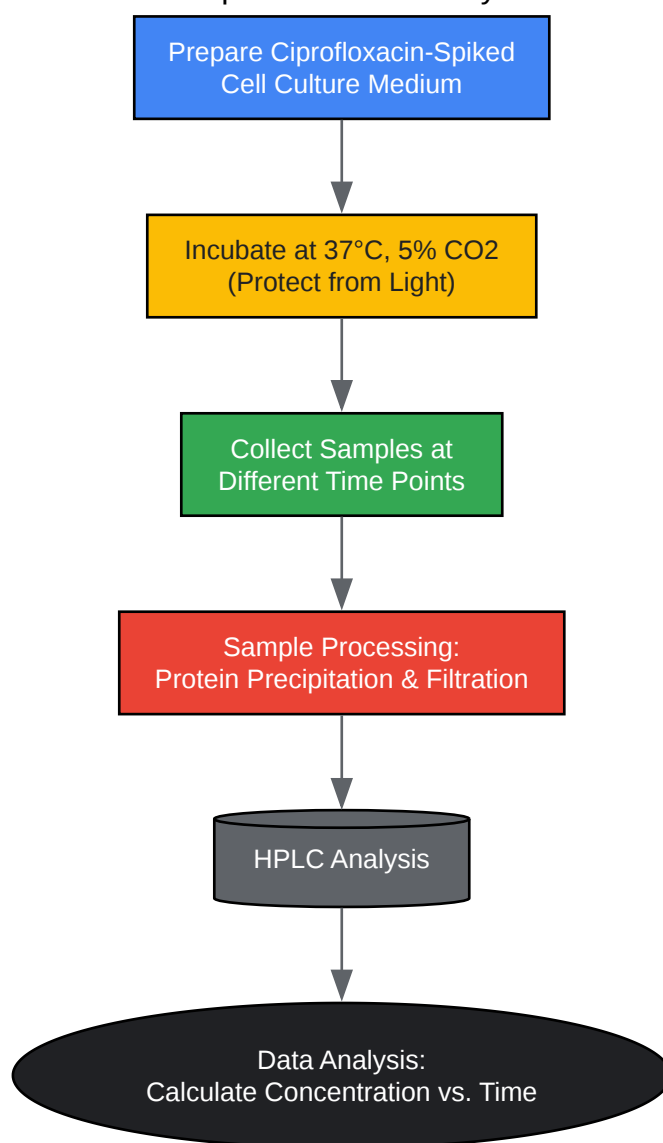 Prepare Ciprofloxacin-Spiked
Cell Culture Medium
Incubate at 37°C, 5% CO2
(Protect from Light)
Collect Samples at
Different Time Points
Sample Processing:
Protein Precipitation & Filtration
HPLC Analysis
Data Analysis:
Calculate Concentration vs. Time